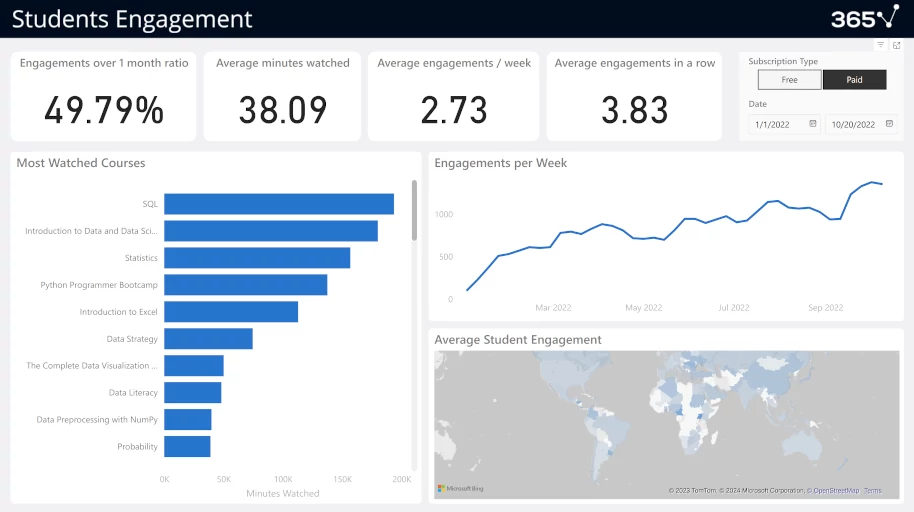 Students Engagement
365
Engagements over 1 month ratio
49.79%
Average minutes watched
38.09
Average engagements / week
2.73
Average engagements in a row
3.83
Subscription Type
Free
Paid
Date
1/1/2022
10/20/2022
Most Watched Courses
SQL
Introduction to Data and Data Sci...
Statistics
Python Programmer Bootcamp
Introduction to Excel
Data Strategy
The Complete Data Visualization ...
Data Literacy
Data Preprocessing with NumPy
Probability
0K 50K 100K 150K 200K
Minutes Watched
Engagements per Week
1000
500
0
Mar 2022 May 2022 Jul 2022 Sep 2022
Average Student Engagement
Microsoft Bing
© 2023 TomTom, © 2024 Microsoft Corporation, © OpenStreetMap Terms